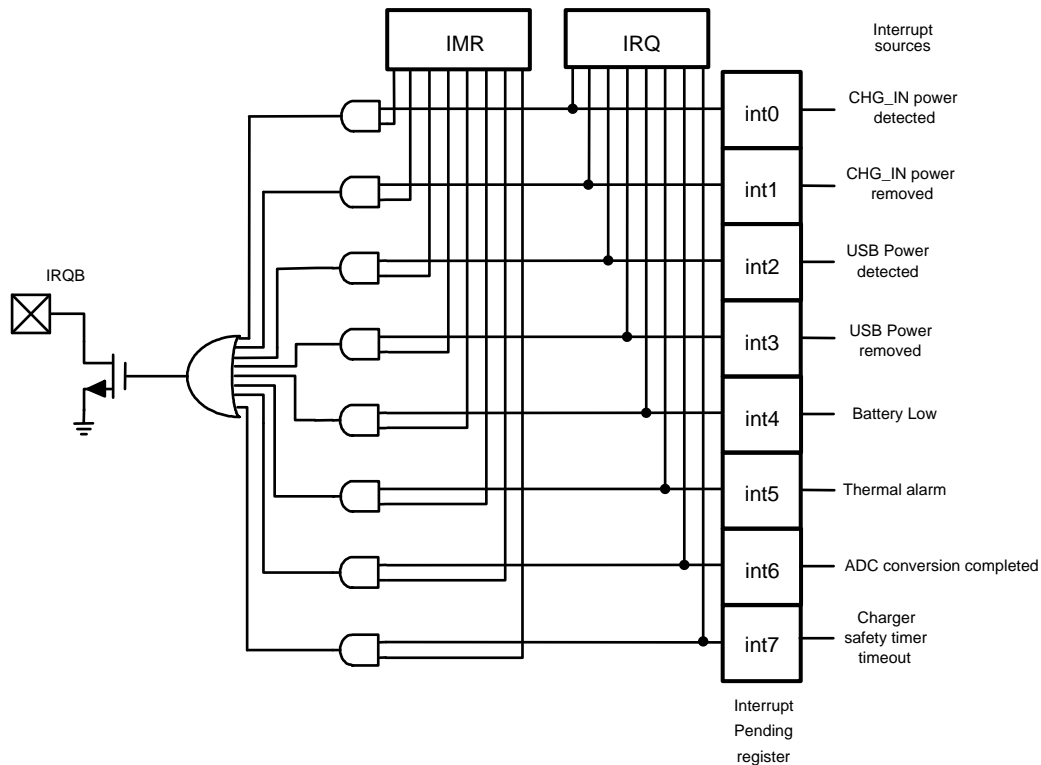 IMR
IRQ
Interrupt
sources
int0
CHG_IN power
detected
int1
CHG_IN power
removed
int2
USB Power
detected
IRQB
int3
USB Power
removed
int4
Battery Low
int5
Thermal alarm
int6
ADC conversion completed
int7
Charger
safety timer
timeout
Interrupt
Pending
register